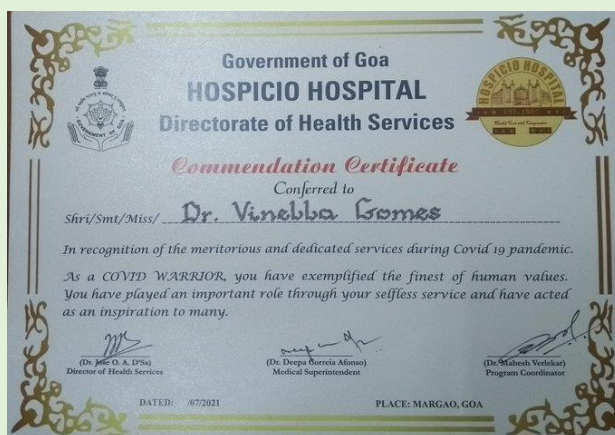 Government of Goa
HOSPICIO HOSPITAL
Directorate of Health Services
GOVERNMENT OF GOA
HOSPICIO HOSPITAL
Commendation Certificate
Conferred to
Shri/Smt/Miss/ Dr. Vinebba Gomes
In recognition of the meritorious and dedicated services during Covid 19 pandemic.
As a COVID WARRIOR, you have exemplified the finest of human values.
You have played an important role through your selfless service and have acted
as an inspiration to many.
(Dr. Jose O. A. D'Sa)
Director of Health Services
(Dr. Deepa Correia Afonso)
Medical Superintendent
(Dr. Mahesh Verlekar)
Program Coordinator
DATED: /07/2021
PLACE: MARGAO, GOA